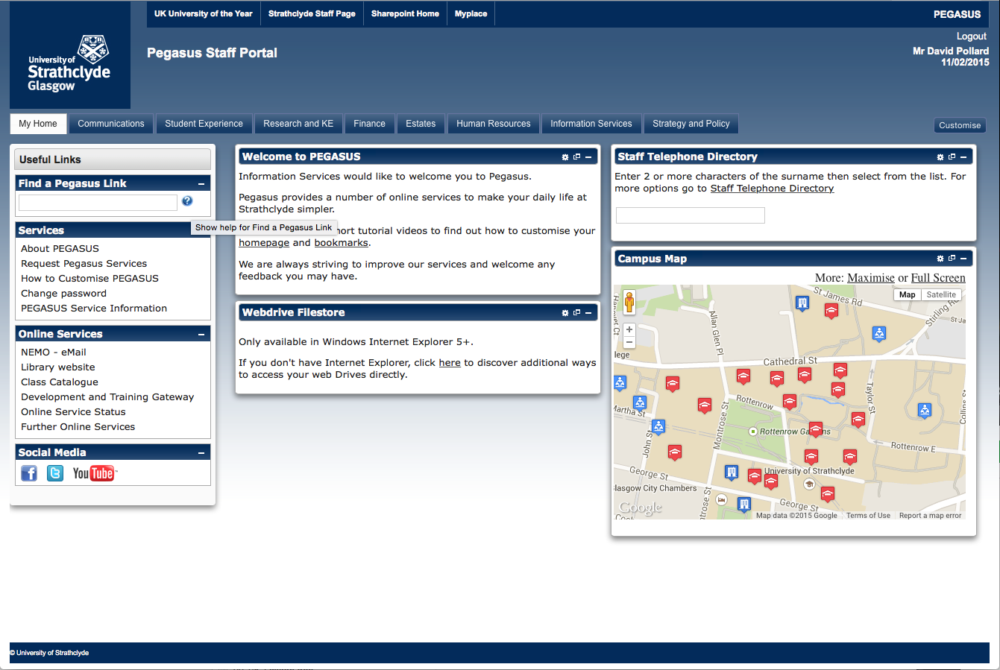 UK University of the Year
Strathclyde Staff Page
Sharepoint Home
Myplace
PEGASUS
Logout
Mr David Pollard
11/02/2015
University of
Strathclyde
Glasgow
Pegasus Staff Portal
My Home
Communications
Student Experience
Research and KE
Finance
Estates
Human Resources
Information Services
Strategy and Policy
Customise
Useful Links
Find a Pegasus Link
Show help for Find a Pegasus Link
Services
About PEGASUS
Request Pegasus Services
How to Customise PEGASUS
Change password
PEGASUS Service Information
Online Services
NEMO - eMail
Library website
Class Catalogue
Development and Training Gateway
Online Service Status
Further Online Services
Social Media
YouTube
Welcome to PEGASUS
Information Services would like to welcome you to Pegasus.
Pegasus provides a number of online services to make your daily life at
Strathclyde simpler.
ort tutorial videos to find out how to customise your
homepage and bookmarks.
We are always striving to improve our services and welcome any
feedback you may have.
Webdrive Filestore
Only available in Windows Internet Explorer 5+.
If you don't have Internet Explorer, click here to discover additional ways
to access your web Drives directly.
Staff Telephone Directory
Enter 2 or more characters of the surname then select from the list. For
more options go to Staff Telephone Directory
Campus Map
More: Maximise or Full Screen
Map
Satellite
St James Rd
Stirling Rd
St Ja
Allan Glen Pl
lege
Cathedral St
Taylor St
Collins St
Rottenrow
Martha St
Montrose St
Rottenrow Gardens
John St
Rottenrow E
George St
University of Strathclyde
lasgow City Chambers
George St
ntrose St
Google
Map data ©2015 Google
Terms of Use
Report a map error
© University of Strathclyde